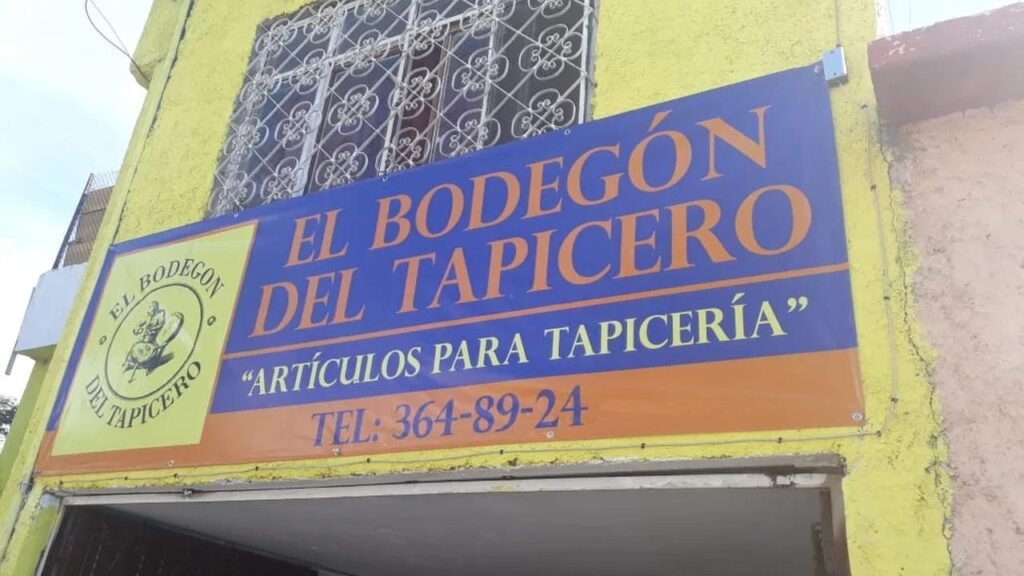 EL BODEGÓN
DEL TAPICERO
"ARTÍCULOS PARA TAPICERÍA"
TEL: 364-89-24
EL BODEGON
DEL TAPICERO